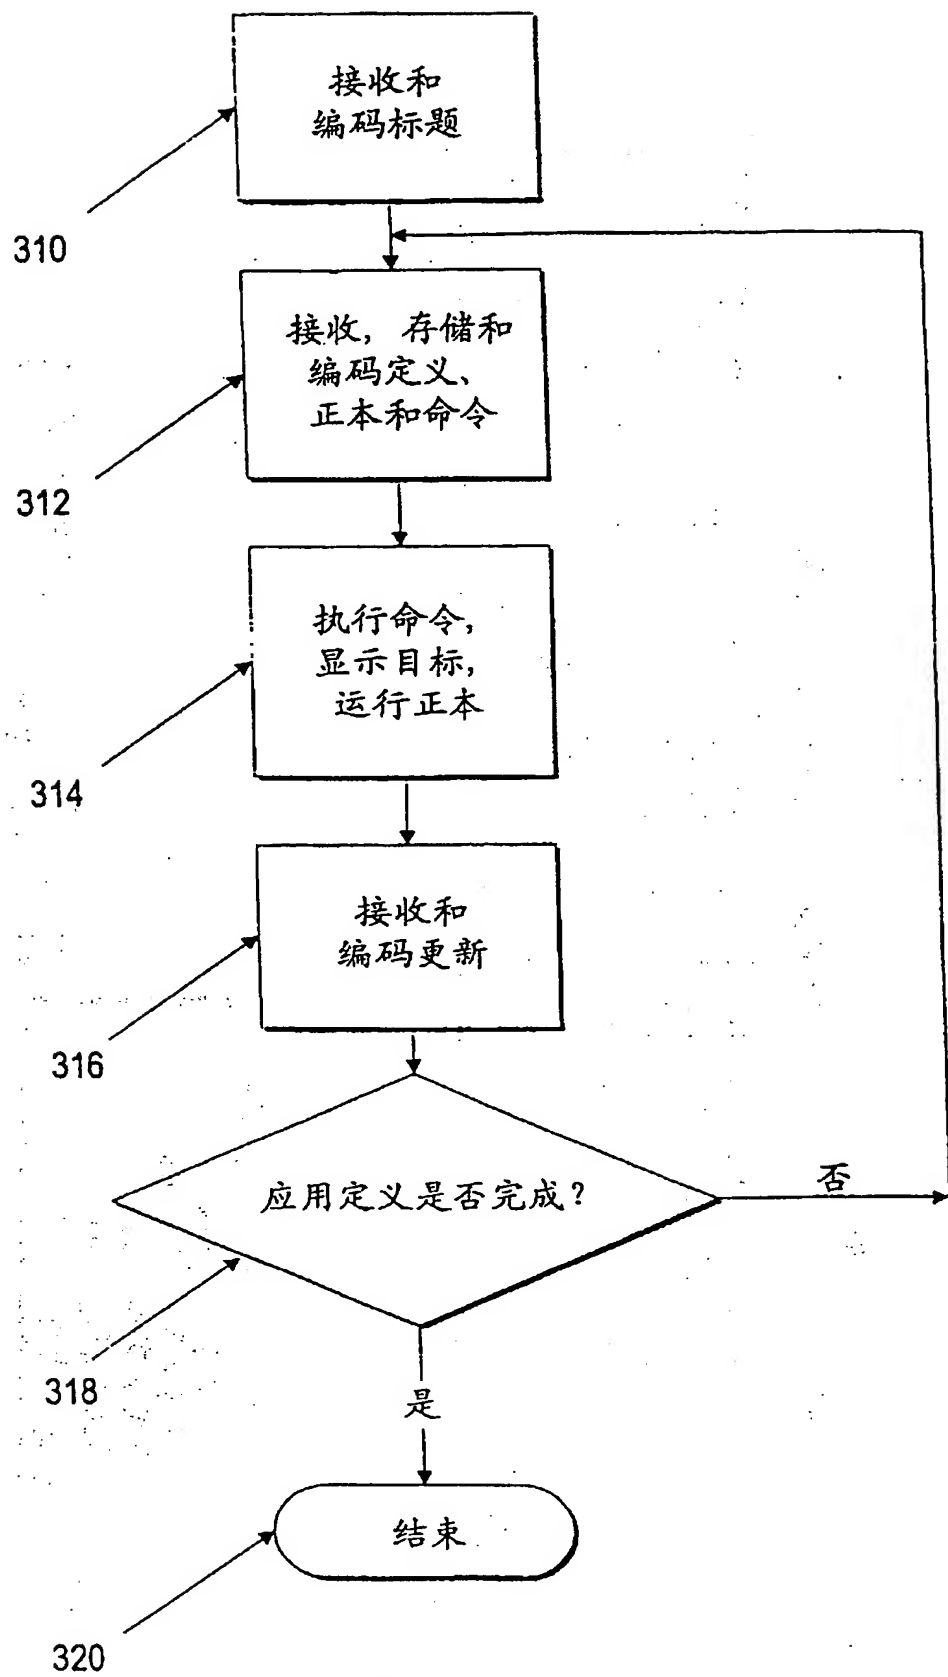 接收和
编码标题
310
接收, 存储和
编码定义、
正本和命令
312
执行命令,
显示目标,
运行正本
314
接收和
编码更新
316
应用定义是否完成?
否
318
是
结束
320